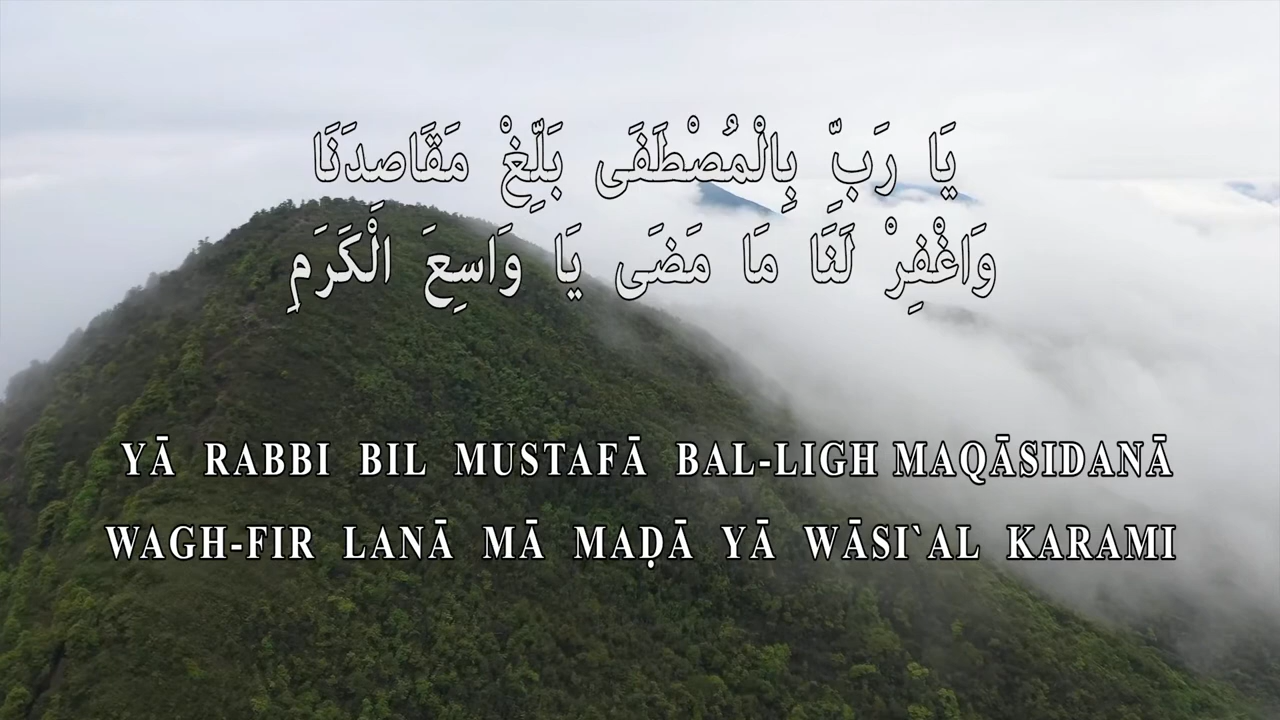 يَا رَبِّ بِالْمُصْطَفَى بَلِّغْ مَقَاصِدَنَا
وَاغْفِرْ لَنَا مَا مَضَى يَا وَاسِعَ الْكَرَمِ
YĀ RABBI BIL MUSTAFĀ BAL-LIGH MAQĀSIDANĀ
WAGH-FIR LANĀ MĀ MAḌĀ YĀ WĀSI`AL KARAMI